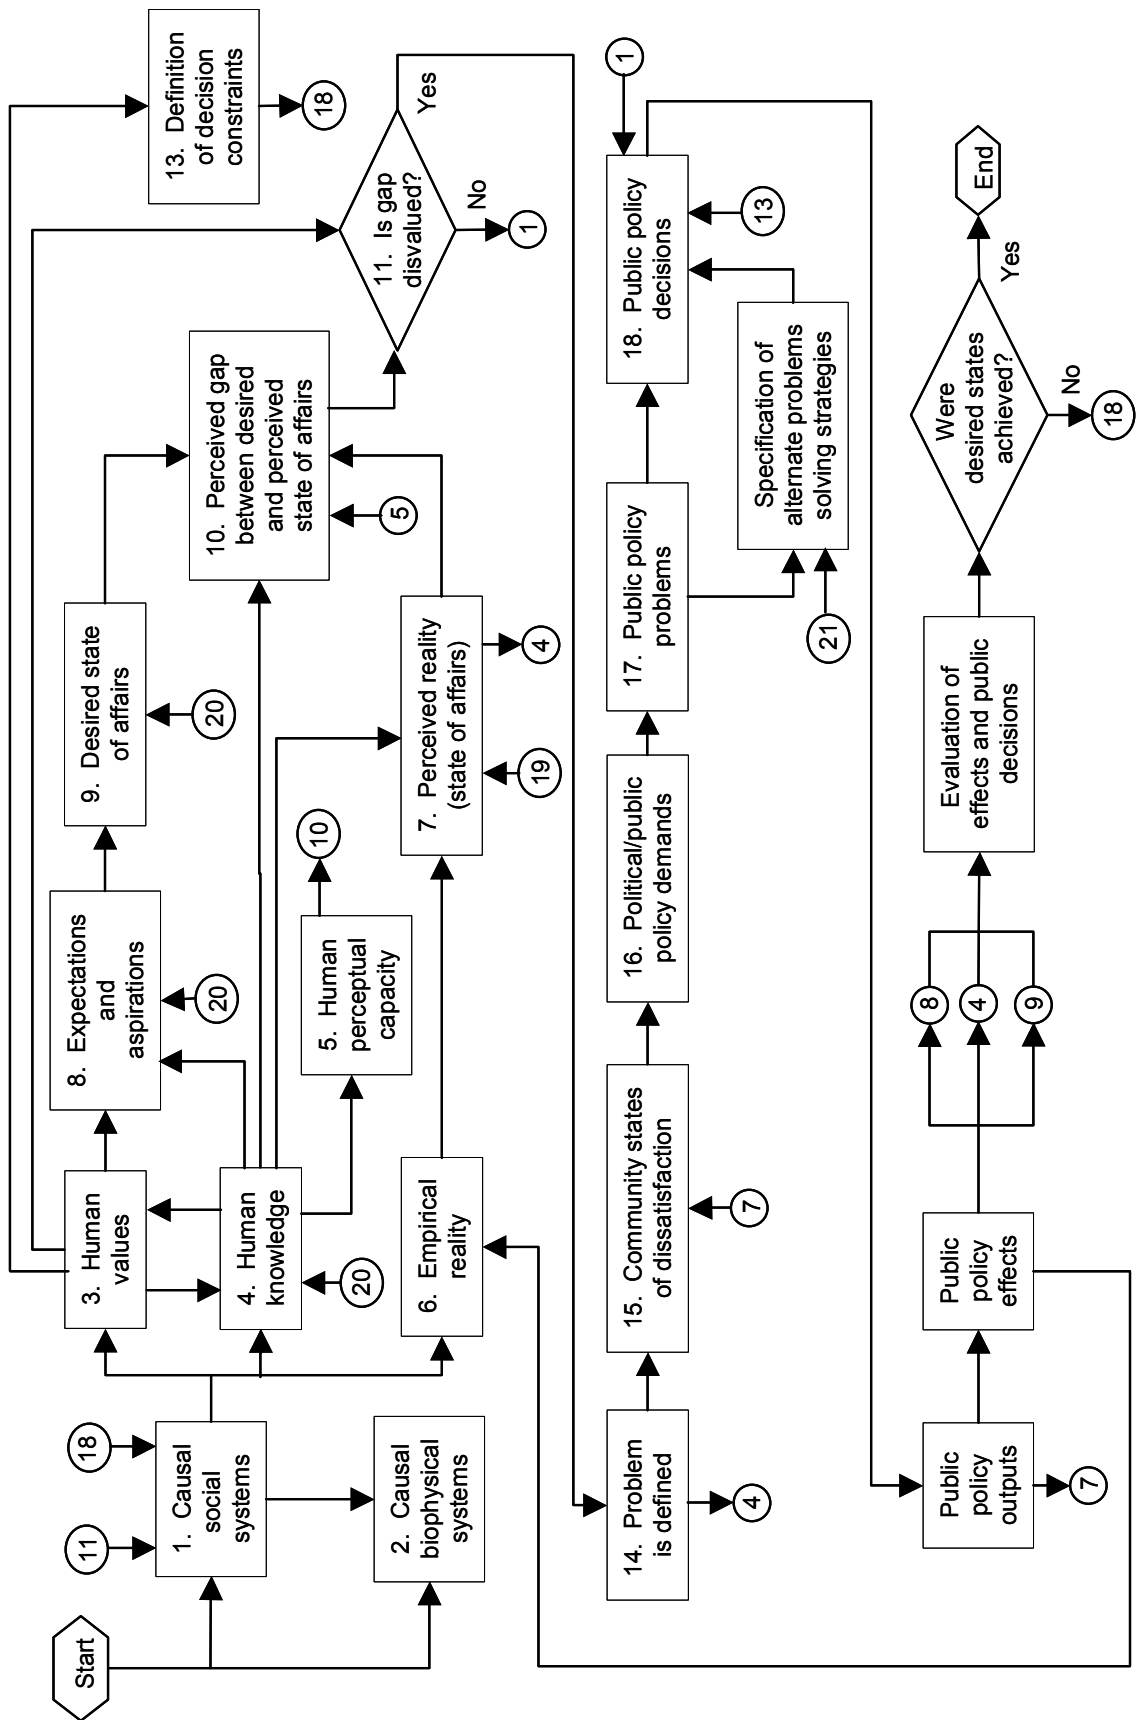 Start
11
18
1. Causal
social
systems
2. Causal
biophysical
systems
3. Human
values
4. Human
knowledge
20
6. Empirical
reality
8. Expectations
and
aspirations
20
5. Human
perceptual
capacity
10
9. Desired state
of affairs
20
7. Perceived reality
(state of affairs)
19
4
10. Perceived gap
between desired
and perceived
state of affairs
5
11. Is gap
disvalued?
Yes
No
1
13. Definition
of decision
constraints
18
14. Problem
is defined
4
15. Community states
of dissatisfaction
7
16. Political/public
policy demands
17. Public policy
problems
Specification of
alternate problems
solving strategies
21
18. Public policy
decisions
13
1
Public
policy
outputs
7
Public
policy
effects
8
4
9
Evaluation of
effects and public
decisions
Were
desired states
achieved?
Yes
No
18
End